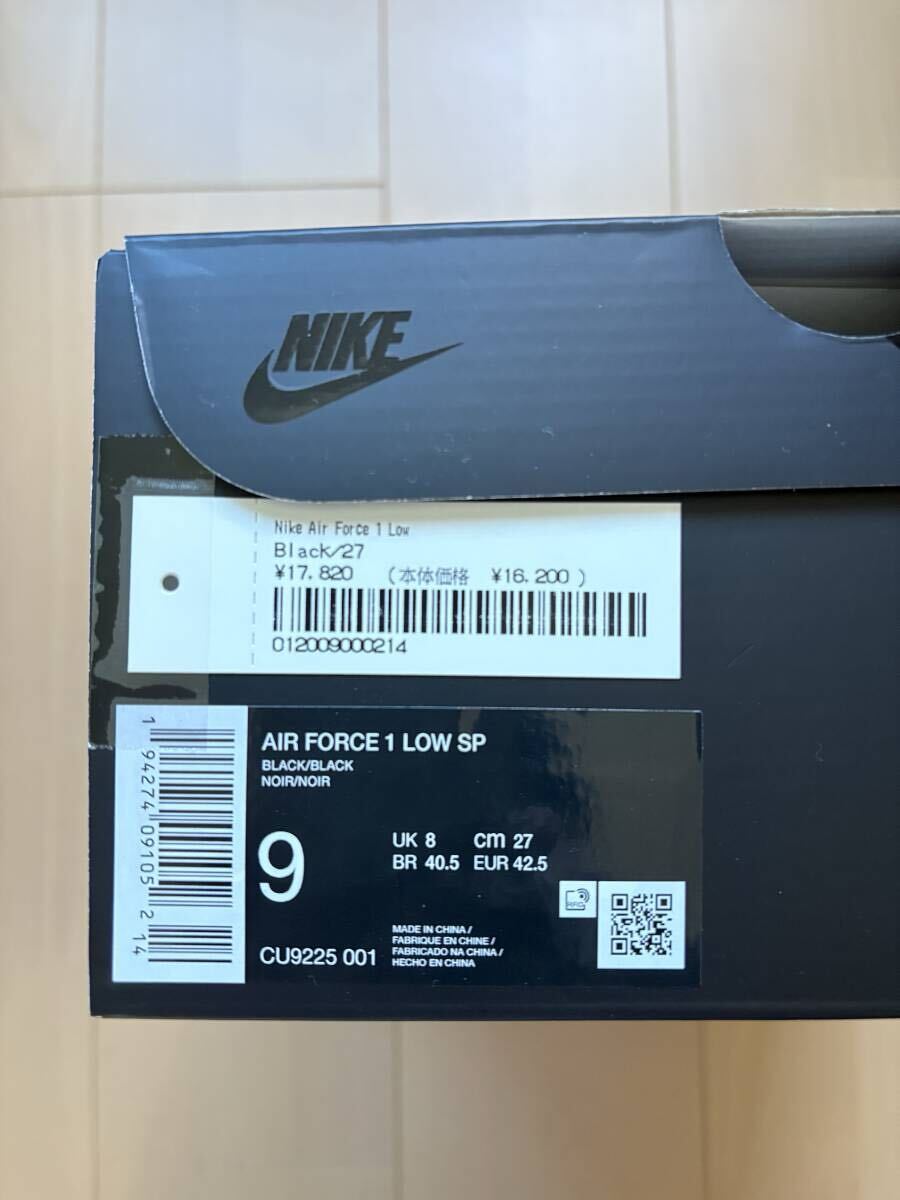 NIKE
Nike Air Force 1 Low
Black/27
¥17.820 (本体価格 ¥16.200 )
012009000214
1 94274 09105 2 14
AIR FORCE 1 LOW SP
BLACK/BLACK
NOIR/NOIR
9
UK 8 cm 27
BR 40.5 EUR 42.5
RFID
CU9225 001
MADE IN CHINA /
FABRIQUE EN CHINE /
FABRICADO NA CHINA /
HECHO EN CHINA